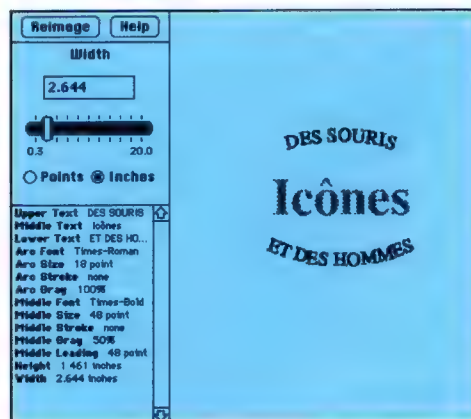 Reimage Help
Width
2.644
0.3 20.0
Points Inches
Upper Text DES SOURIS
Middle Text Icônes
Lower Text ET DES HO...
Arc Font Times-Roman
Arc Size 18 point
Arc Stroke none
Arc Gray 100%
Middle Font Times-Bold
Middle Size 48 point
Middle Stroke none
Middle Gray 50%
Middle Leading 48 point
Height 1.461 inches
Width 2.644 inches
DES SOURIS
Icônes
ET DES HOMMES